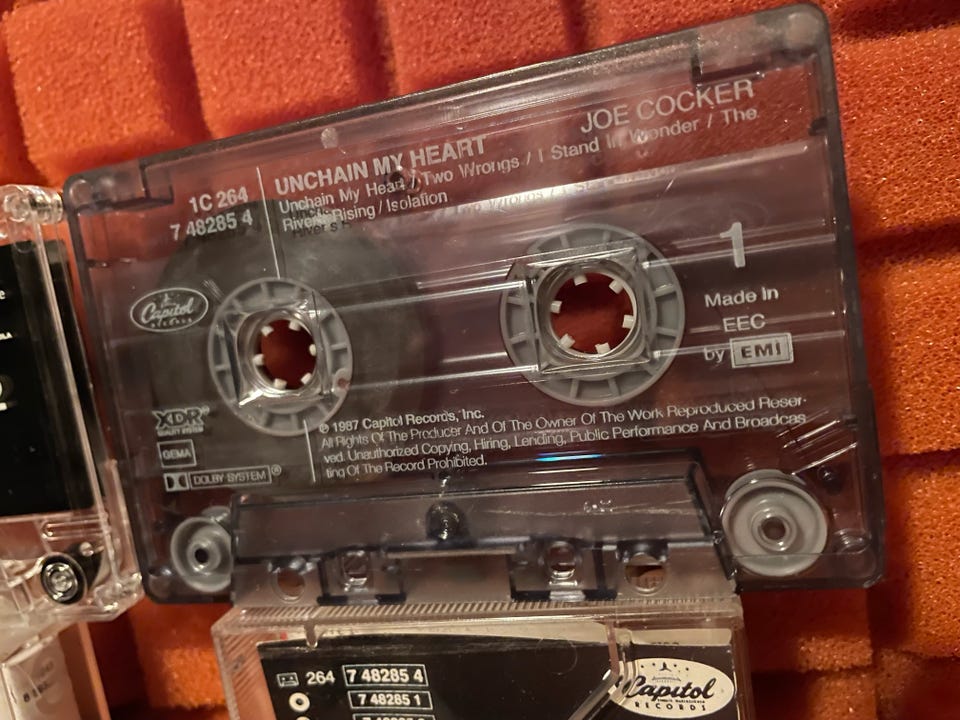 JOE COCKER
1C 264
7 48285 4
UNCHAIN MY HEART
Unchain My Heart / Two Wrongs / I Stand In Wonder / The
River's Rising / Isolation
1
Capitol
RECORDS
Made In
EEC
by EMI
XDR®
GEMA
DOLBY SYSTEM®
℗ 1987 Capitol Records, Inc.
All Rights Of The Producer And Of The Owner Of The Work Reproduced Reser-
ved. Unauthorized Copying, Hiring, Lending, Public Performance And Broadcas
ting Of The Record Prohibited.
264 7 48285 4
7 48285 1
Capitol
RECORDS